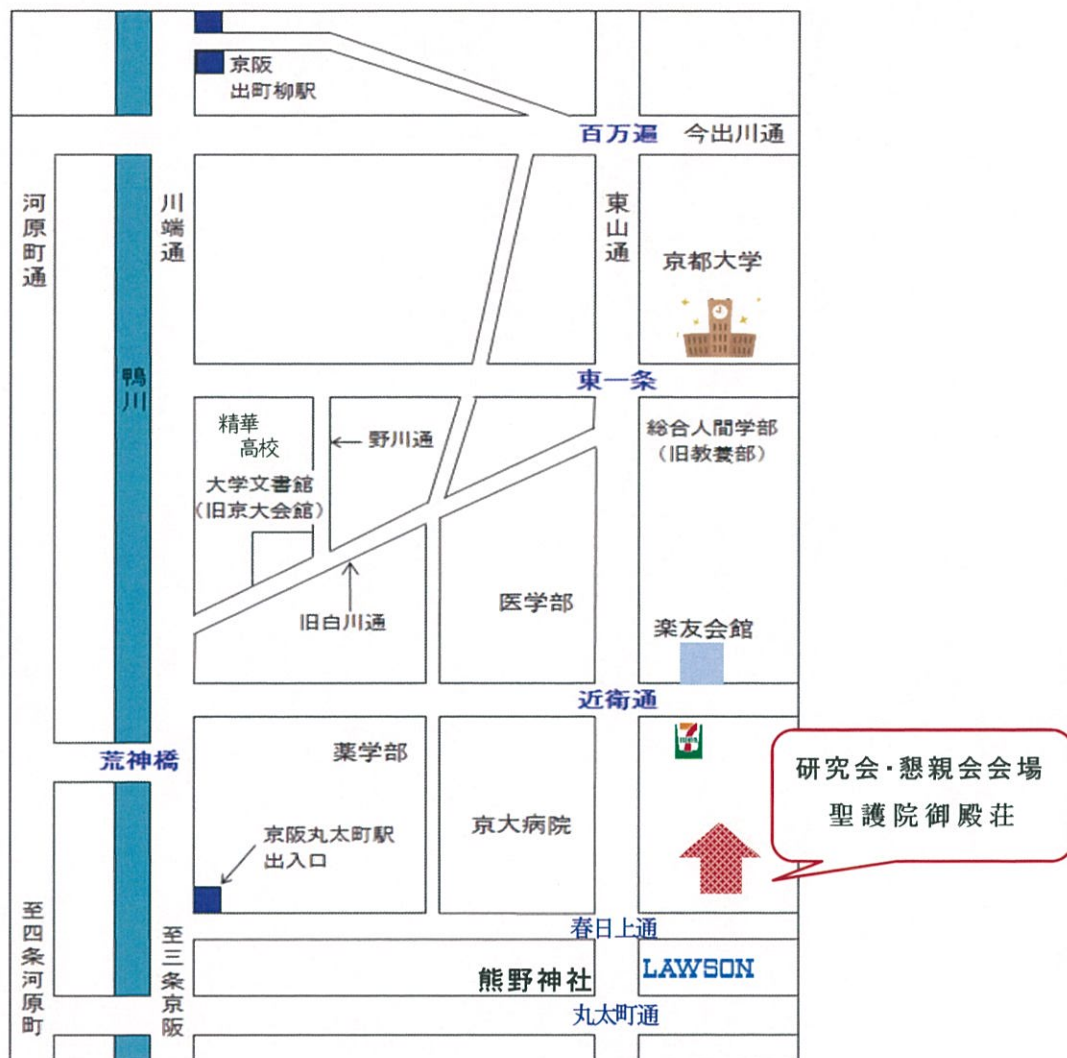 京阪
出町柳駅
百万遍
今出川通
河原町通
川端通
東山通
京都大学
鴨川
東一条
精華
高校
野川通
総合人間学部
（旧教養部）
大学文書館
（旧京大会館）
医学部
旧白川通
楽友会館
近衛通
荒神橋
薬学部
研究会・懇親会会場
聖護院御殿荘
京阪丸太町駅
出入口
京大病院
至四条河原町
至三条京阪
春日上通
熊野神社
LAWSON
丸太町通